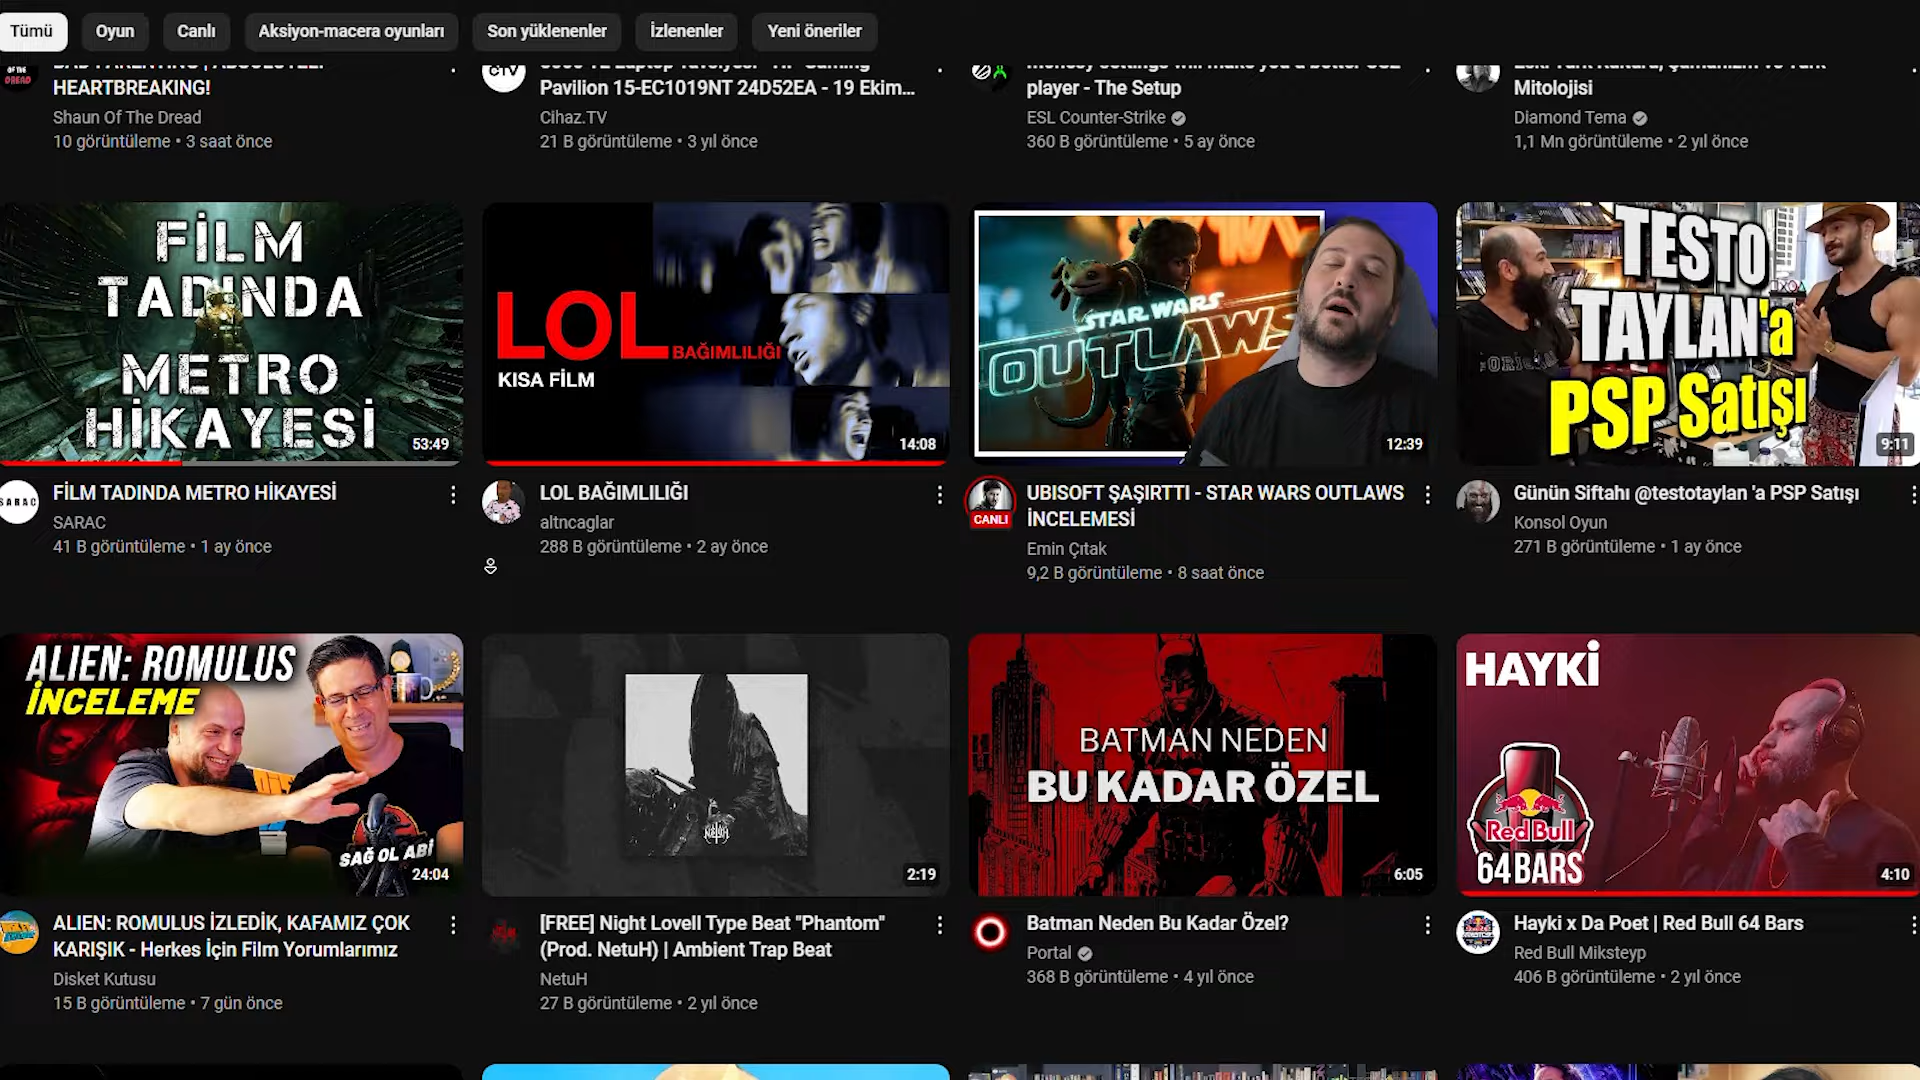 Tümü
Oyun
Canlı
Aksiyon-macera oyunları
Son yüklenenler
İzlenenler
Yeni öneriler
OF THE
DREAD
HEARTBREAKING!
Shaun Of The Dread
10 görüntüleme • 3 saat önce
CTV
Pavilion 15-EC1019NT 24D52EA - 19 Ekim...
Cihaz.TV
21 B görüntüleme • 3 yıl önce
player - The Setup
ESL Counter-Strike
360 B görüntüleme • 5 ay önce
Mitolojisi
Diamond Tema
1,1 Mn görüntüleme • 2 yıl önce
FİLM
TADINDA
METRO
HİKAYESİ
53:49
SARAC
FİLM TADINDA METRO HİKAYESİ
SARAC
41 B görüntüleme • 1 ay önce
LOL BAĞIMLILIĞI
KISA FİLM
14:08
LOL BAĞIMLILIĞI
altncaglar
288 B görüntüleme • 2 ay önce
STAR WARS
OUTLAWS
12:39
CANLI
UBISOFT ŞAŞIRTTI - STAR WARS OUTLAWS
İNCELEMESİ
Emin Çıtak
9,2 B görüntüleme • 8 saat önce
TESTO
TAYLAN'a
PSP Satışı
9:11
Günün Siftahı @testotaylan 'a PSP Satışı
Konsol Oyun
271 B görüntüleme • 1 ay önce
ALIEN: ROMULUS
İNCELEME
SAĞ OL ABİ
24:04
ALIEN: ROMULUS İZLEDİK, KAFAMIZ ÇOK
KARIŞIK - Herkes İçin Film Yorumlarımız
Disket Kutusu
15 B görüntüleme • 7 gün önce
2:19
[FREE] Night Lovell Type Beat "Phantom"
(Prod. NetuH) | Ambient Trap Beat
NetuH
27 B görüntüleme • 2 yıl önce
BATMAN NEDEN
BU KADAR ÖZEL
6:05
Batman Neden Bu Kadar Özel?
Portal
368 B görüntüleme • 4 yıl önce
HAYKİ
Red Bull
64 BARS
4:10
Hayki x Da Poet | Red Bull 64 Bars
Red Bull Miksteyp
406 B görüntüleme • 2 yıl önce